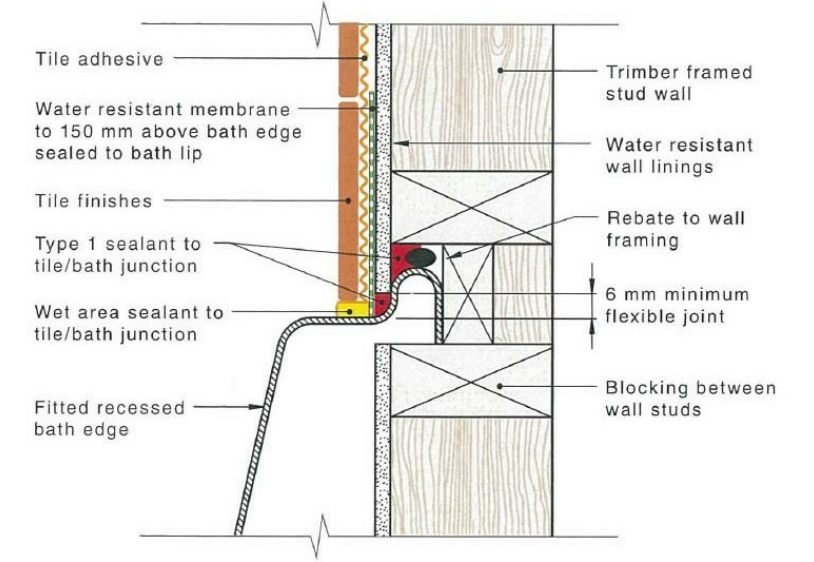 Tile adhesive
Water resistant membrane
to 150 mm above bath edge
sealed to bath lip
Tile finishes
Type 1 sealant to
tile/bath junction
Wet area sealant to
tile/bath junction
Fitted recessed
bath edge
Trimber framed
stud wall
Water resistant
wall linings
Rebate to wall
framing
6 mm minimum
flexible joint
Blocking between
wall studs